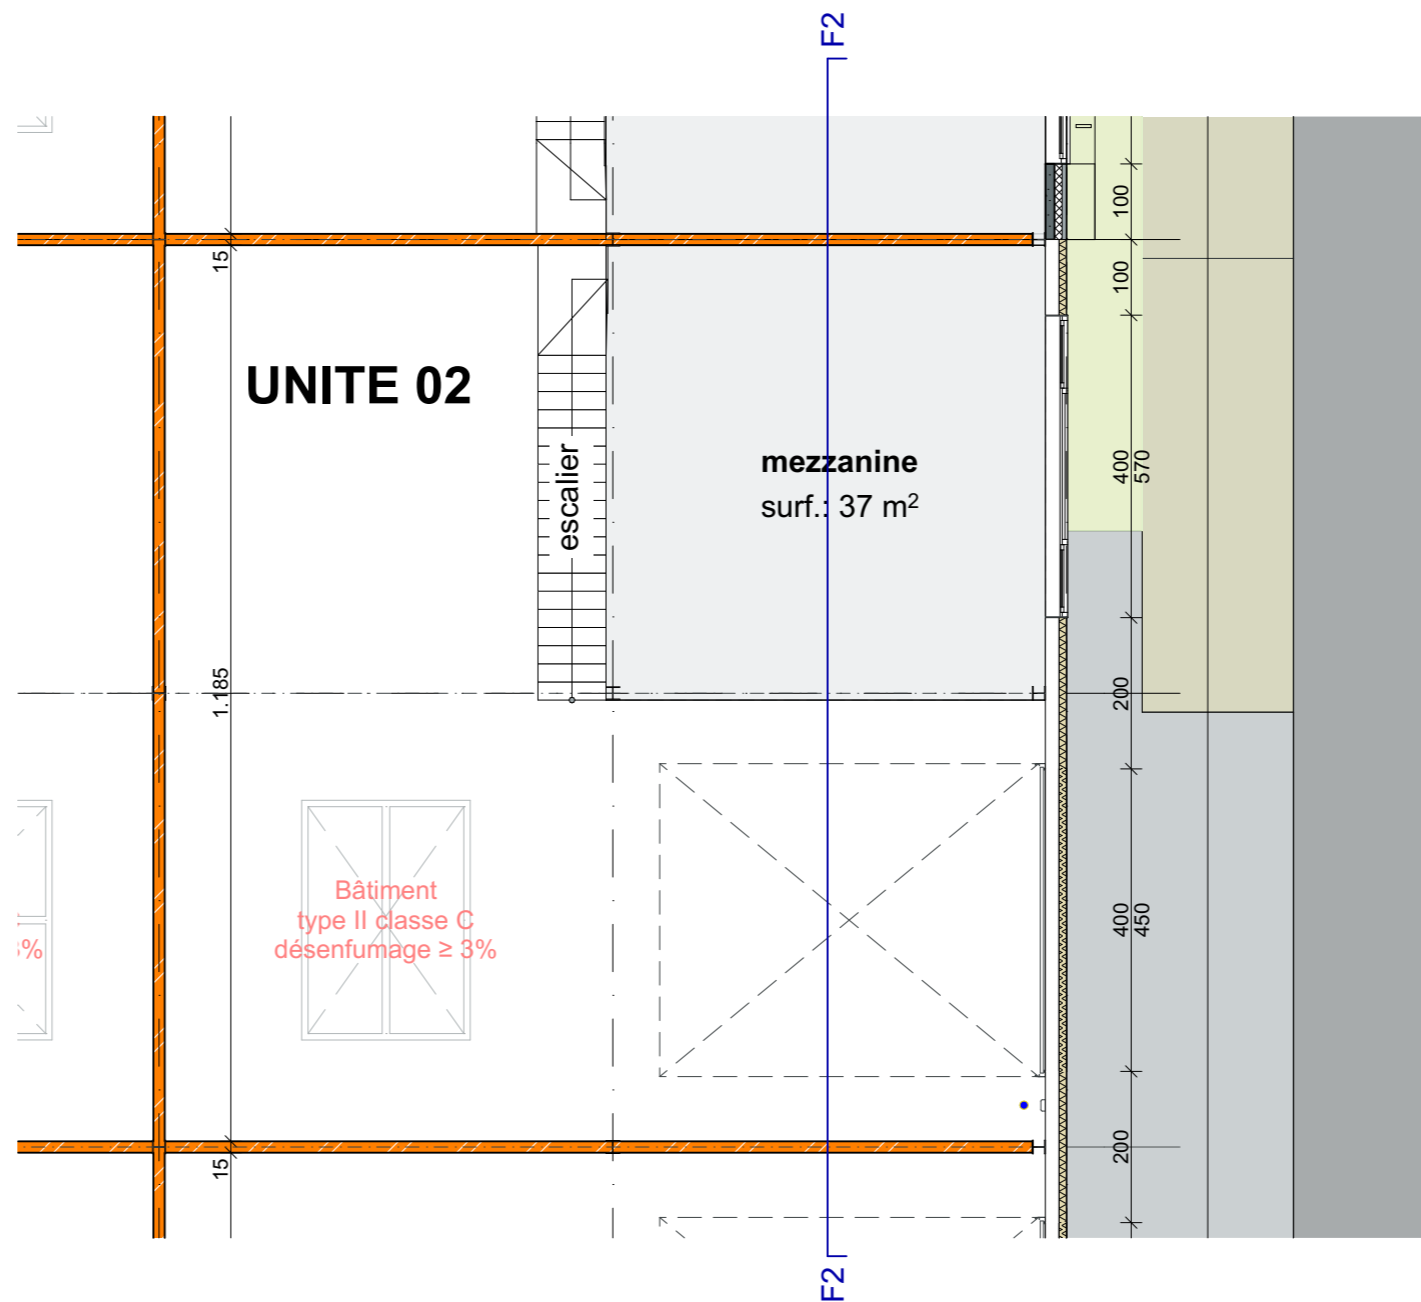 F2
100
15
100
UNITE 02
escalier
mezzanine
surf.: 37 m²
400
570
1.185
200
Bâtiment
type II classe C
désenfumage ≥ 3%
%
400
450
200
15
F2